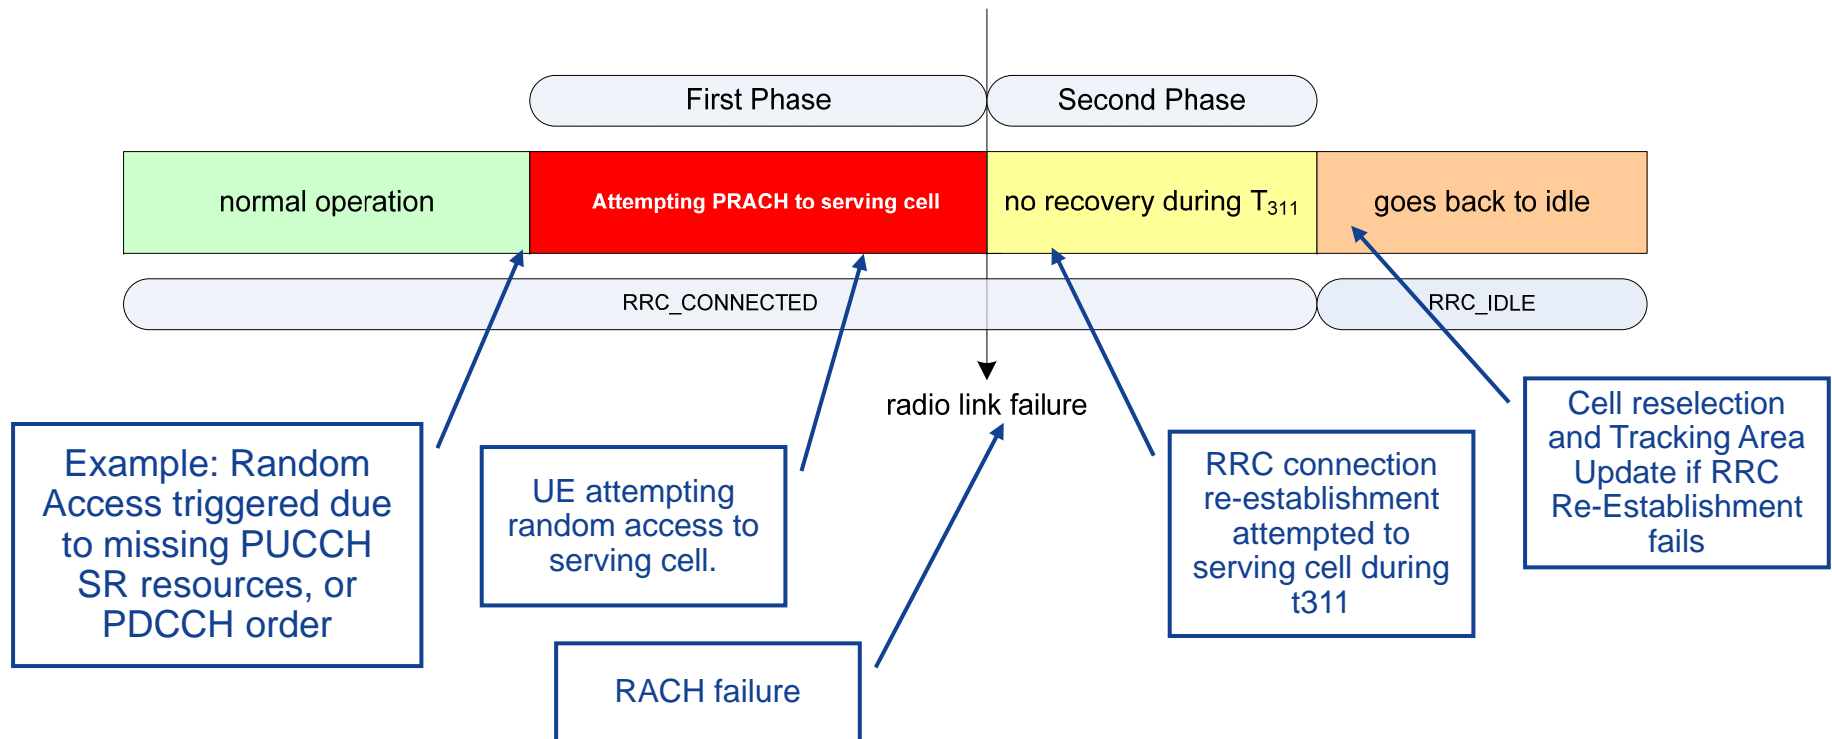 First Phase
Second Phase
normal operation
Attempting PRACH to serving cell
no recovery during T311
goes back to idle
RRC_CONNECTED
RRC_IDLE
radio link failure
Example: Random
Access triggered due
to missing PUCCH
SR resources, or
PDCCH order
UE attempting
random access to
serving cell.
RACH failure
RRC connection
re-establishment
attempted to
serving cell during
t311
Cell reselection
and Tracking Area
Update if RRC
Re-Establishment
fails